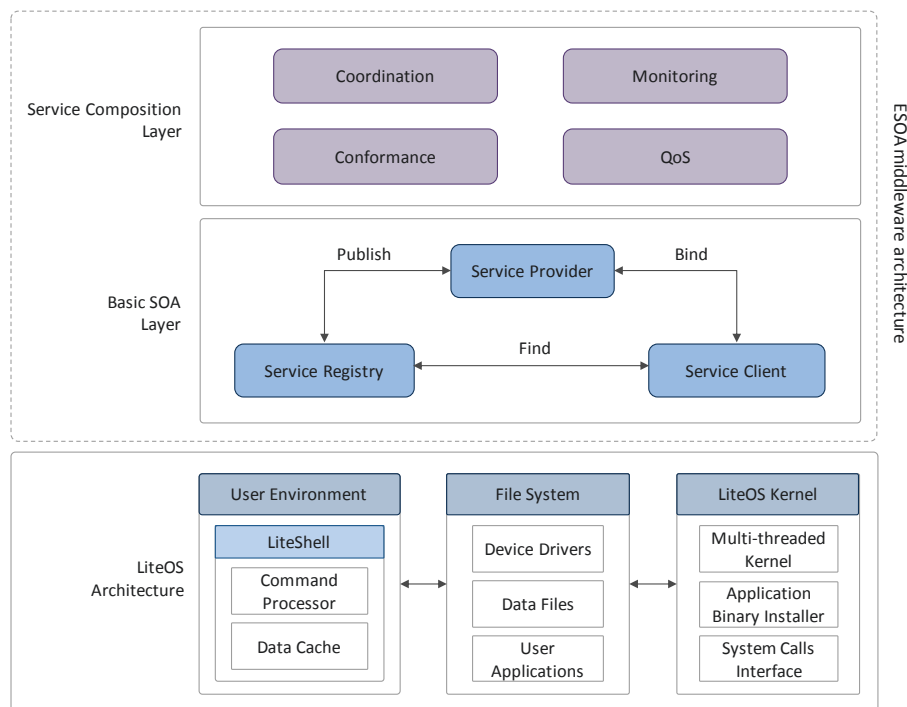 Coordination
Monitoring
Service Composition
Layer
Conformance
QoS
ESOA middleware architecture
Publish
Service Provider
Bind
Basic SOA
Layer
Find
Service Registry
Service Client
User Environment
File System
LiteOS Kernel
LiteShell
Device Drivers
Multi-threaded
Kernel
LiteOS
Architecture
Command
Processor
Data Files
Application
Binary Installer
Data Cache
User
Applications
System Calls
Interface